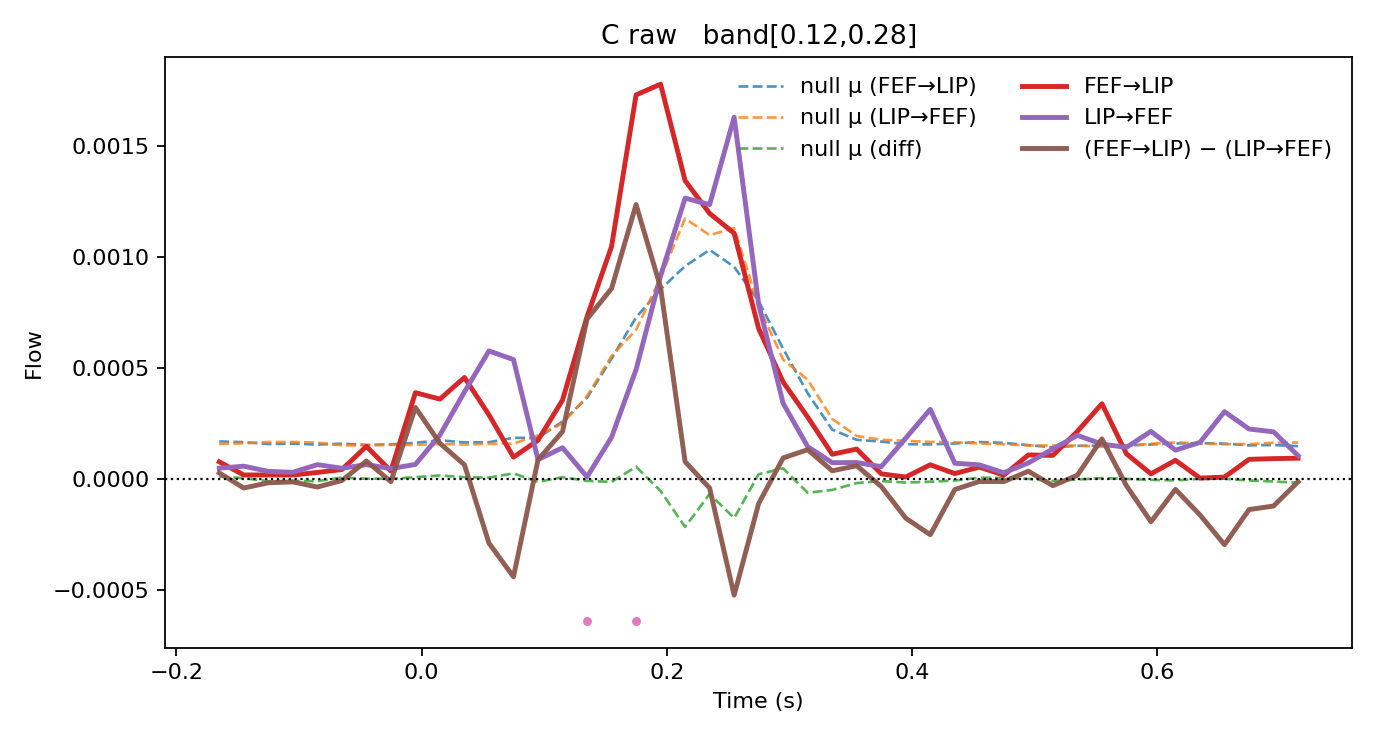 C raw   band[0.12,0.28]
null μ (FEF→LIP)
null μ (LIP→FEF)
null μ (diff)
FEF→LIP
LIP→FEF
(FEF→LIP) − (LIP→FEF)
Flow
0.0015
0.0010
0.0005
0.0000
−0.0005
−0.2
0.0
0.2
0.4
0.6
Time (s)